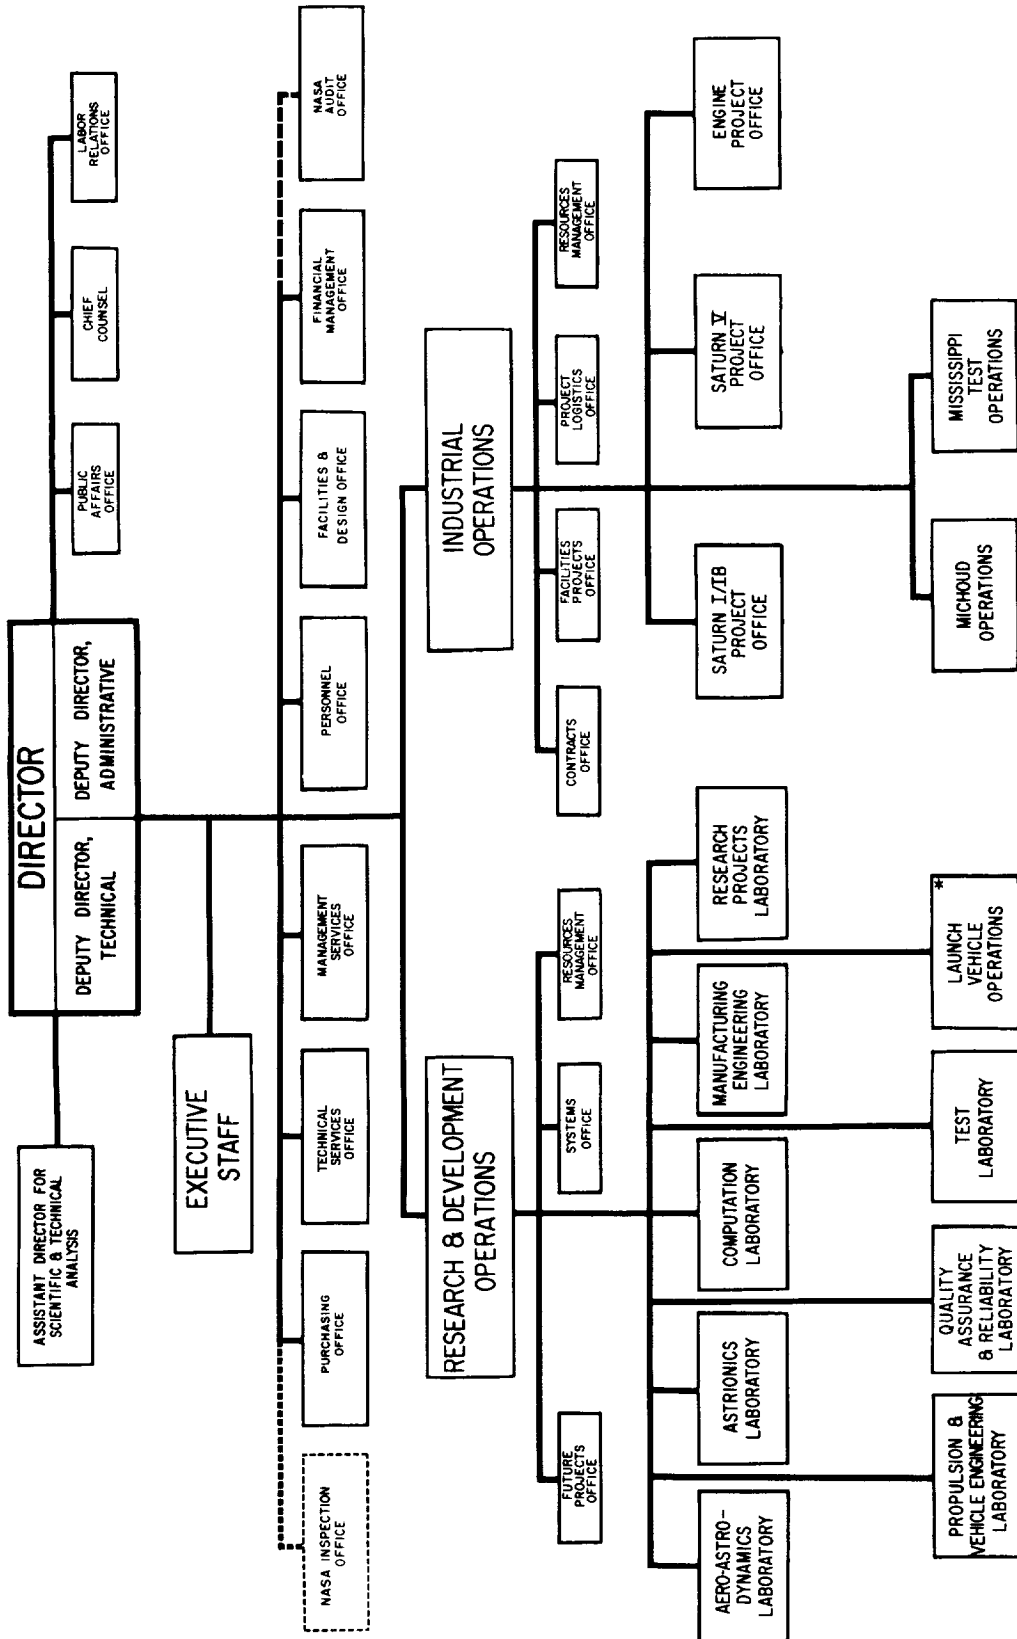 DIRECTOR
DEPUTY DIRECTOR,
TECHNICAL
DEPUTY DIRECTOR,
ADMINISTRATIVE
ASSISTANT DIRECTOR FOR
SCIENTIFIC & TECHNICAL
ANALYSIS
PUBLIC
AFFAIRS
OFFICE
CHIEF
COUNSEL
LABOR
RELATIONS
OFFICE
EXECUTIVE
STAFF
NASA INSPECTION
OFFICE
PURCHASING
OFFICE
TECHNICAL
SERVICES
OFFICE
MANAGEMENT
SERVICES
OFFICE
PERSONNEL
OFFICE
FACILITIES &
DESIGN OFFICE
FINANCIAL
MANAGEMENT
OFFICE
NASA
AUDIT
OFFICE
RESEARCH & DEVELOPMENT
OPERATIONS
INDUSTRIAL
OPERATIONS
FUTURE
PROJECTS
OFFICE
SYSTEMS
OFFICE
RESOURCES
MANAGEMENT
OFFICE
CONTRACTS
OFFICE
FACILITIES
PROJECTS
OFFICE
PROJECT
LOGISTICS
OFFICE
RESOURCES
MANAGEMENT
OFFICE
AERO-ASTRO-
DYNAMICS
LABORATORY
ASTRIONICS
LABORATORY
COMPUTATION
LABORATORY
MANUFACTURING
ENGINEERING
LABORATORY
RESEARCH
PROJECTS
LABORATORY
SATURN I/IB
PROJECT
OFFICE
SATURN V
PROJECT
OFFICE
ENGINE
PROJECT
OFFICE
PROPULSION &
VEHICLE ENGINEERING
LABORATORY
QUALITY
ASSURANCE
& RELIABILITY
LABORATORY
TEST
LABORATORY
*
LAUNCH
VEHICLE
OPERATIONS
MICHOUD
OPERATIONS
MISSISSIPPI
TEST
OPERATIONS